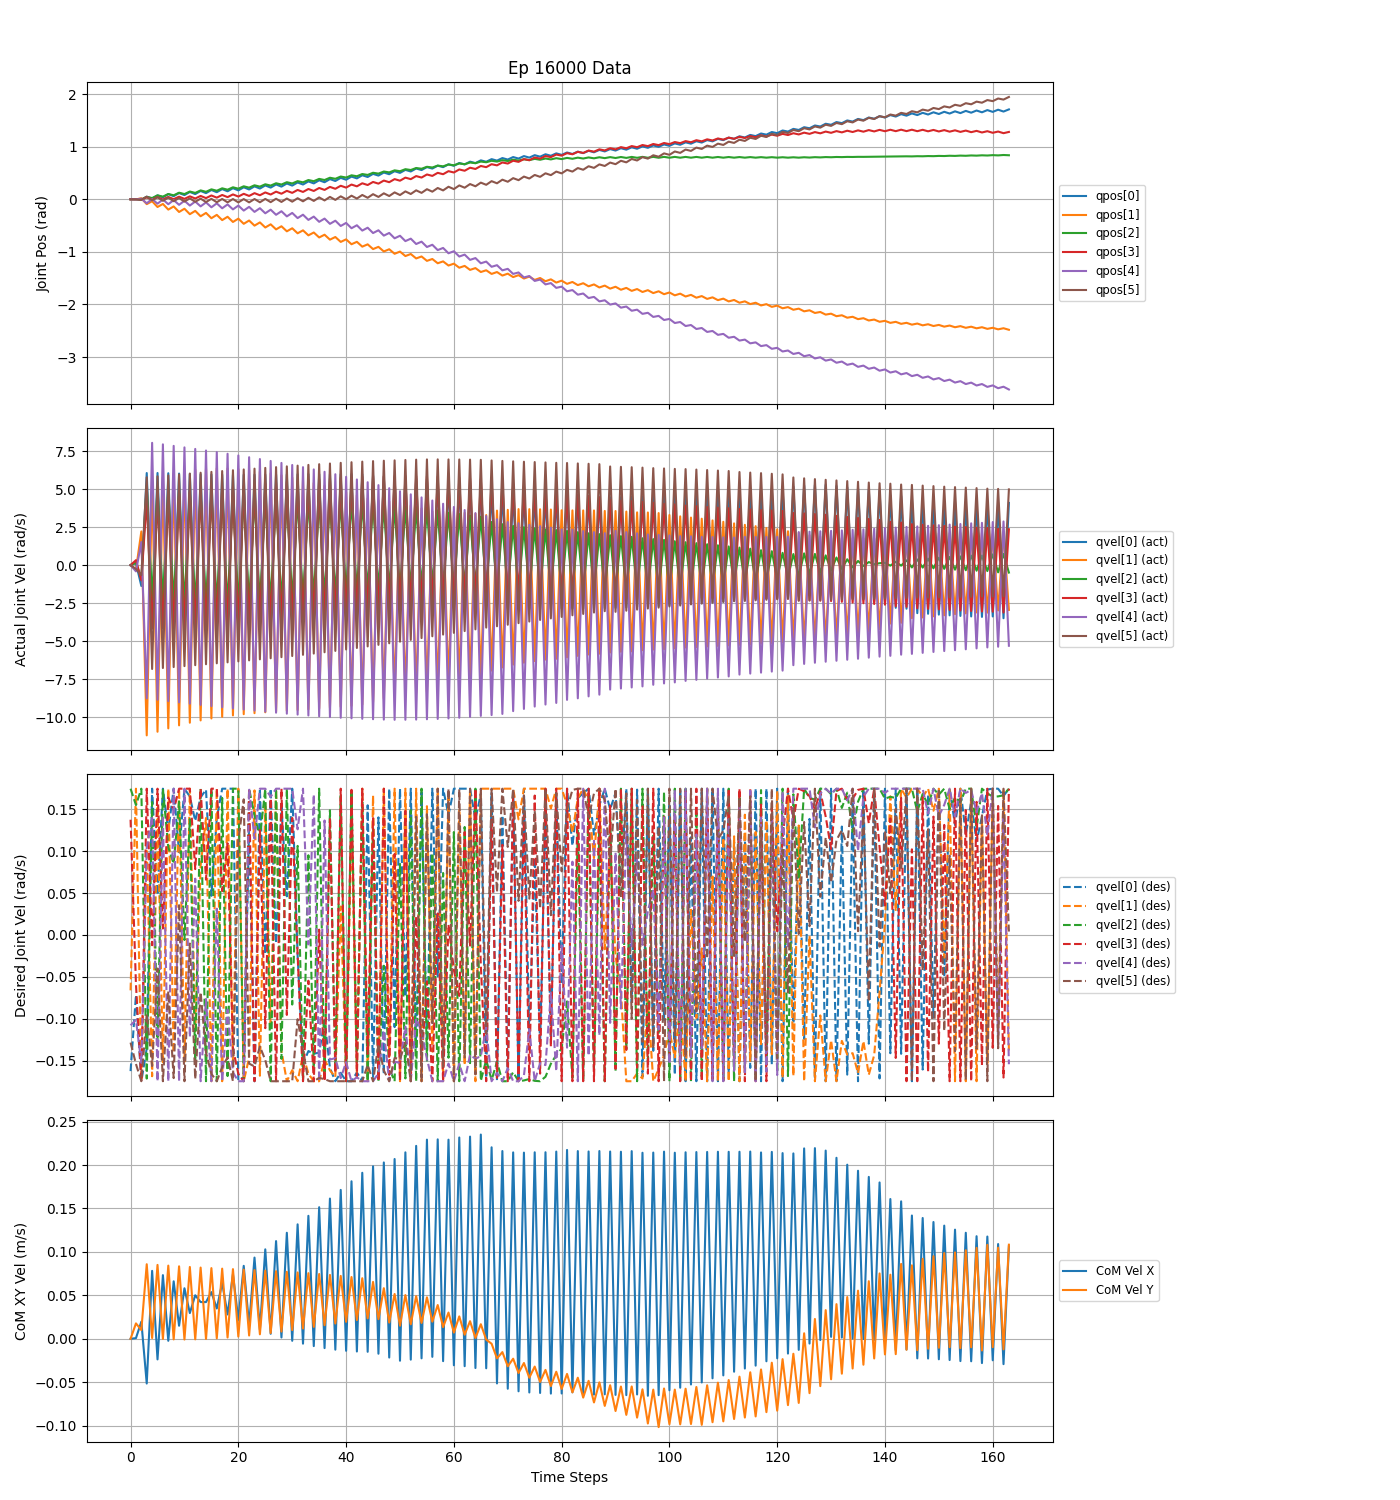 Ep 16000 Data
2
1
0
−1
−2
−3
Joint Pos (rad)
qpos[0]
qpos[1]
qpos[2]
qpos[3]
qpos[4]
qpos[5]
7.5
5.0
2.5
0.0
−2.5
−5.0
−7.5
−10.0
Actual Joint Vel (rad/s)
qvel[0] (act)
qvel[1] (act)
qvel[2] (act)
qvel[3] (act)
qvel[4] (act)
qvel[5] (act)
0.15
0.10
0.05
0.00
−0.05
−0.10
−0.15
Desired Joint Vel (rad/s)
qvel[0] (des)
qvel[1] (des)
qvel[2] (des)
qvel[3] (des)
qvel[4] (des)
qvel[5] (des)
0.25
0.20
0.15
0.10
0.05
0.00
−0.05
−0.10
CoM XY Vel (m/s)
CoM Vel X
CoM Vel Y
0 20 40 60 80 100 120 140 160
Time Steps